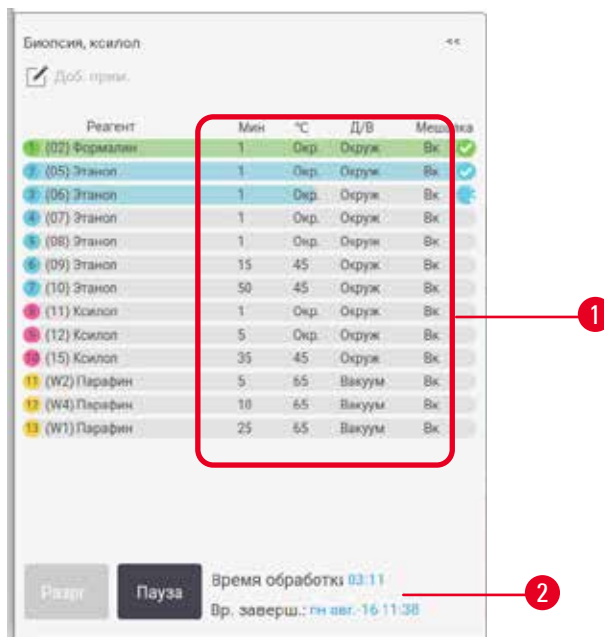 Биопсия, ксилол <<
Доб. прим.
Реагент Мин °C Д/В Мешалка
1 (02) Формалин 1 Окр. Окруж Вк
2 (05) Этанол 1 Окр. Окруж Вк
3 (06) Этанол 1 Окр. Окруж Вк
4 (07) Этанол 1 Окр. Окруж Вк
5 (08) Этанол 1 Окр. Окруж Вк
6 (09) Этанол 15 45 Окруж Вк
7 (10) Этанол 50 45 Окруж Вк
8 (11) Ксилол 1 Окр. Окруж Вк
9 (12) Ксилол 5 Окр. Окруж Вк
10 (15) Ксилол 35 45 Окруж Вк
11 (W2) Парафин 5 65 Вакуум Вк
12 (W4) Парафин 10 65 Вакуум Вк
13 (W1) Парафин 25 65 Вакуум Вк
1
Разгр. Пауза Время обработки 03:11
Вр. заверш.: пн авг. 16 11:38
2